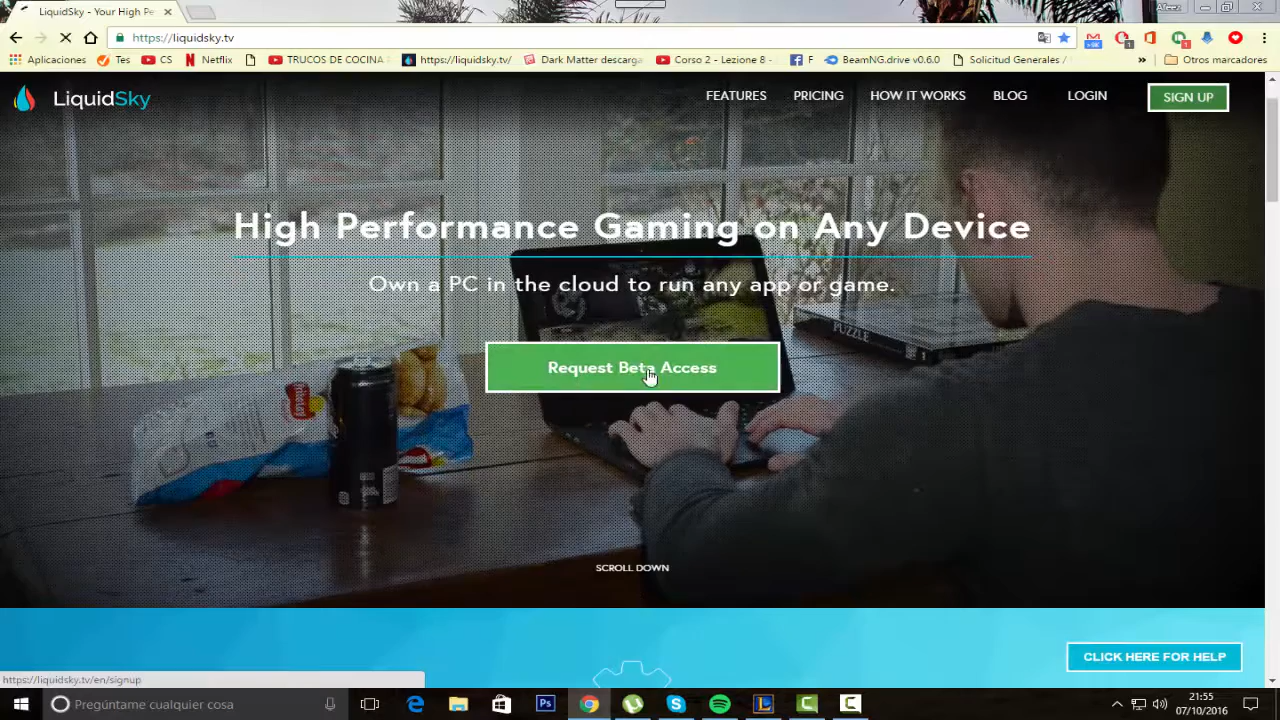 LiquidSky - Your High Pe
ATeez
https://liquidsky.tv
Aplicaciones
Tes
CS
Netflix
TRUCOS DE COCINA
https://liquidsky.tv/
Dark Matter descarga
Corso 2 - Lezione 8 -
F
BeamNG.drive v0.6.0
Solicitud Generales /
»
Otros marcadores
LiquidSky
FEATURES
PRICING
HOW IT WORKS
BLOG
LOGIN
SIGN UP
High Performance Gaming on Any Device
Own a PC in the cloud to run any app or game.
Request Beta Access
PUZZLE
SCROLL DOWN
CLICK HERE FOR HELP
https://liquidsky.tv/en/signup
Pregúntame cualquier cosa
Ps
21:55
07/10/2016